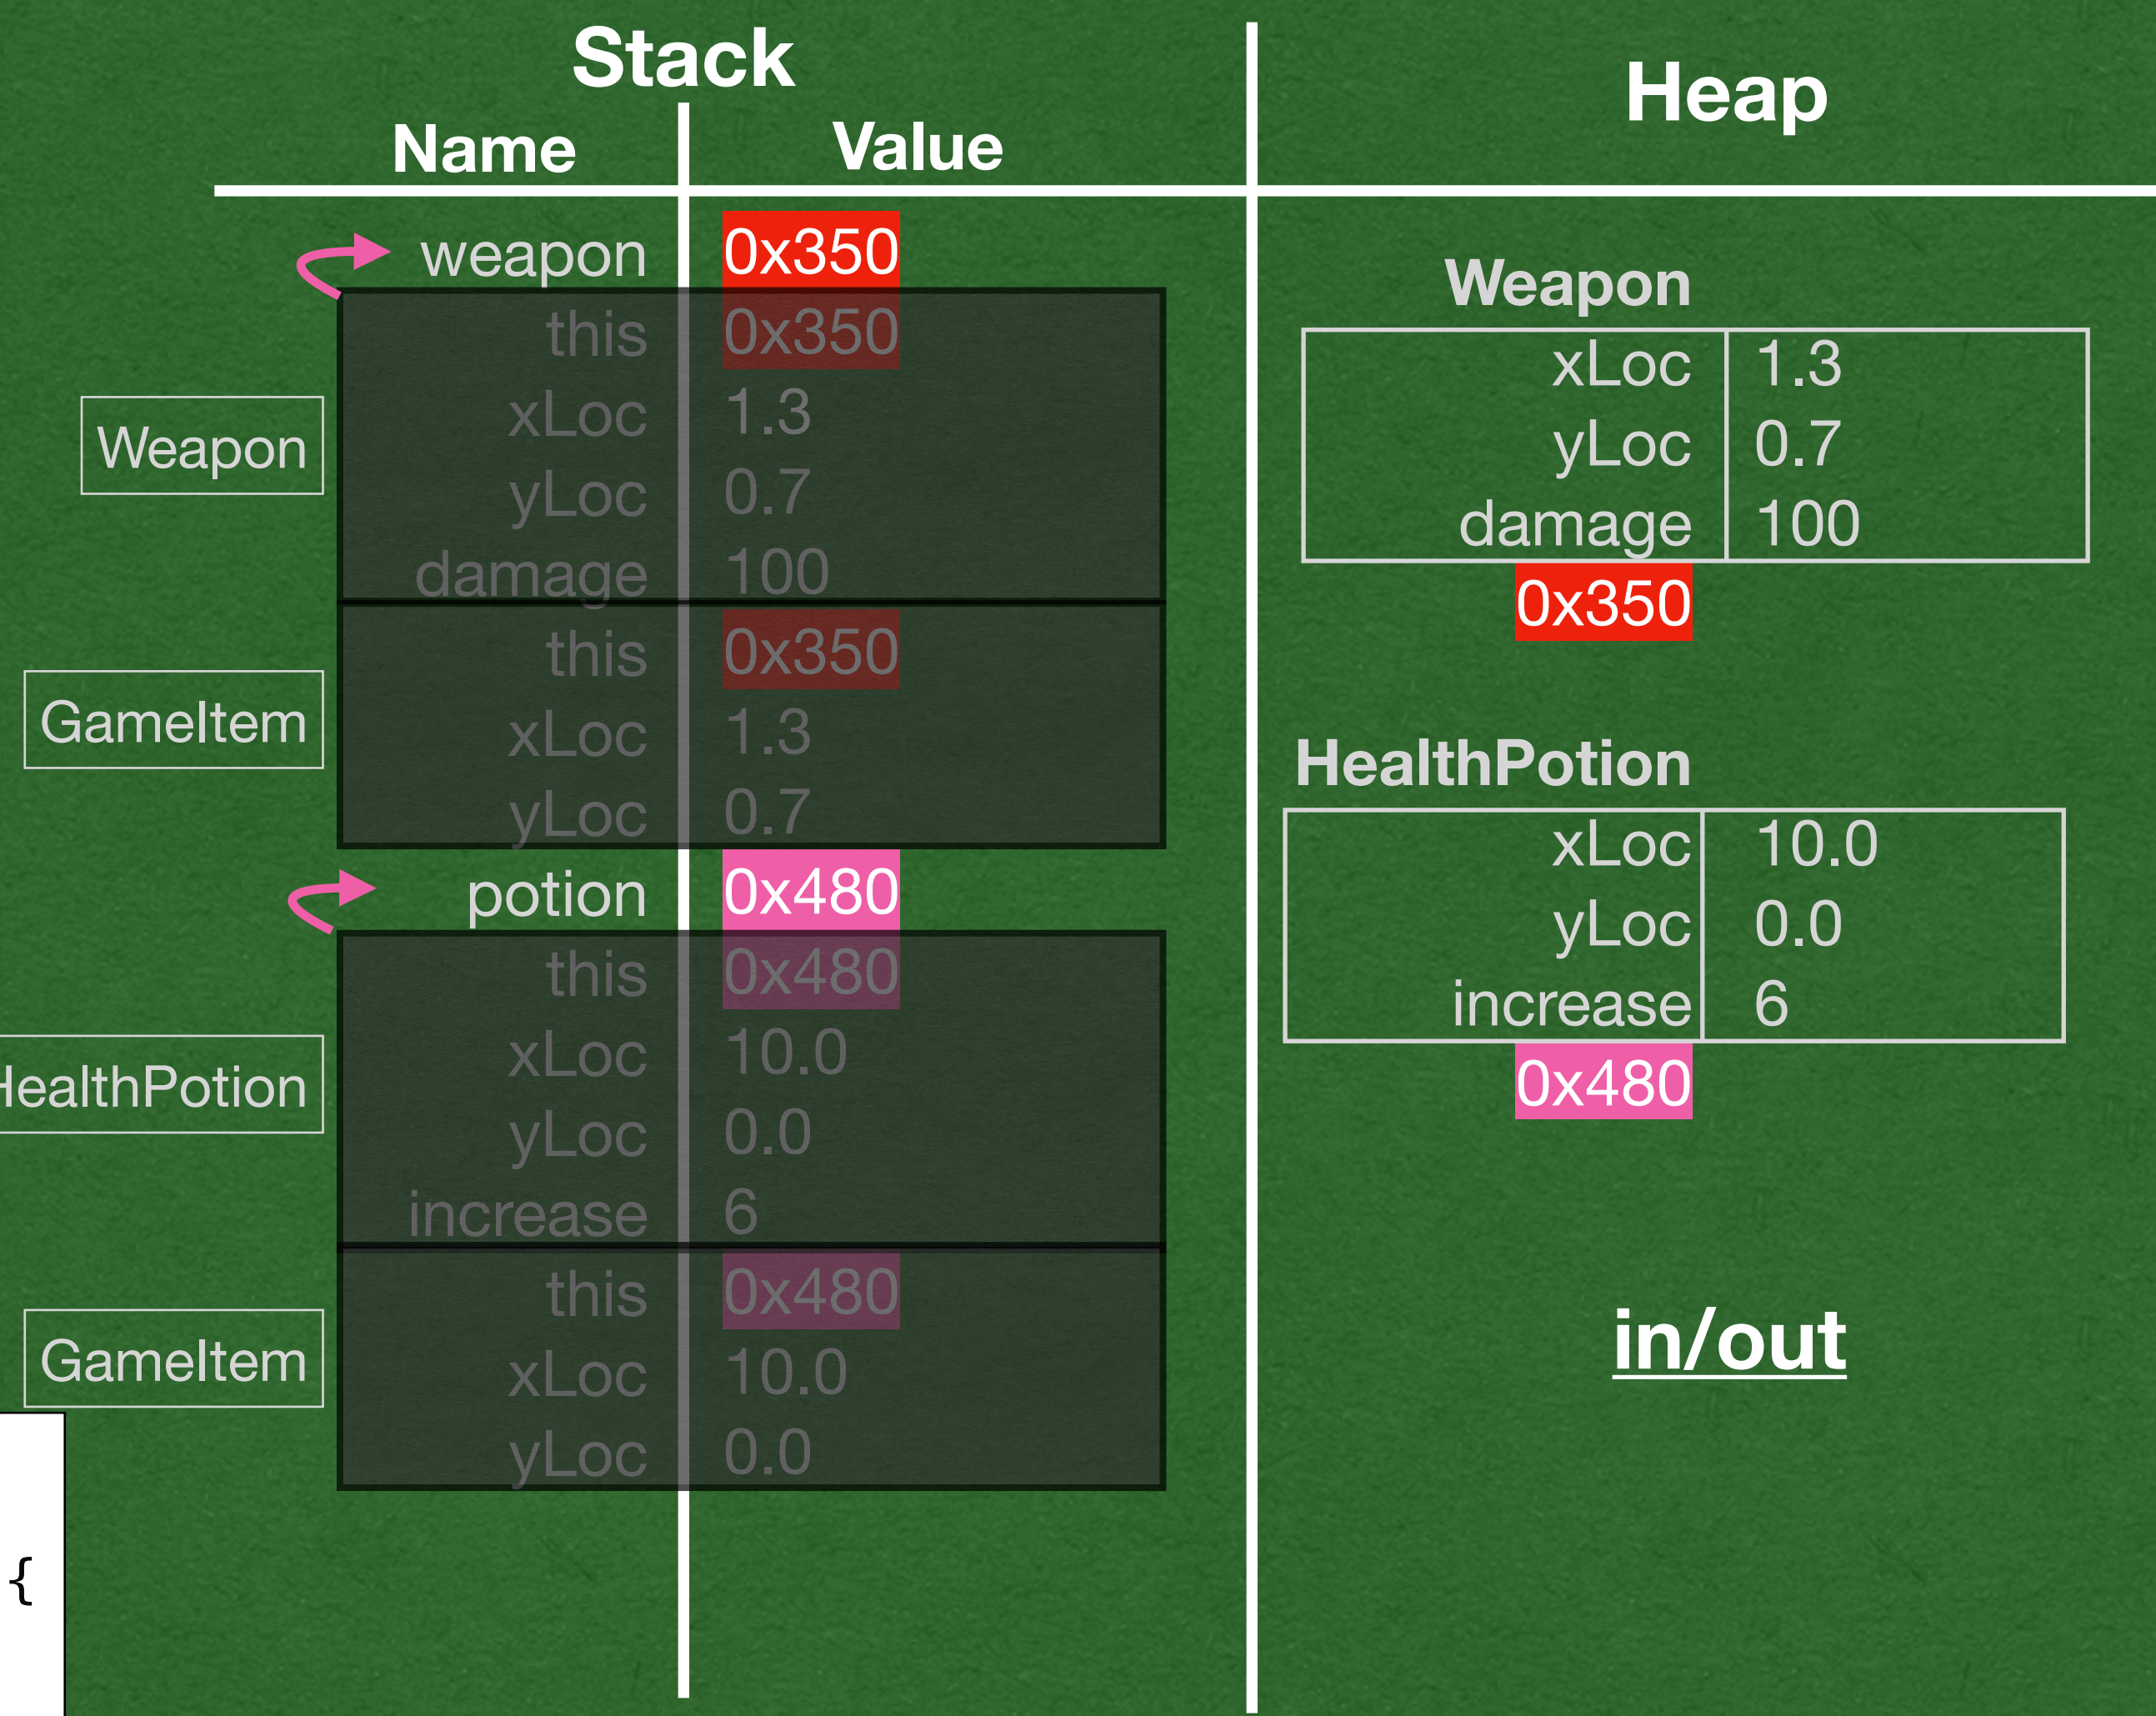 Stack
Name Value
weapon 0x350
this 0x350
xLoc 1.3
yLoc 0.7
damage 100
Weapon
this 0x350
xLoc 1.3
yLoc 0.7
GameItem
potion 0x480
this 0x480
xLoc 10.0
yLoc 0.0
increase 6
HealthPotion
this 0x480
xLoc 10.0
yLoc 0.0
GameItem
{
Heap
Weapon
xLoc 1.3
yLoc 0.7
damage 100
0x350
HealthPotion
xLoc 10.0
yLoc 0.0
increase 6
0x480
in/out